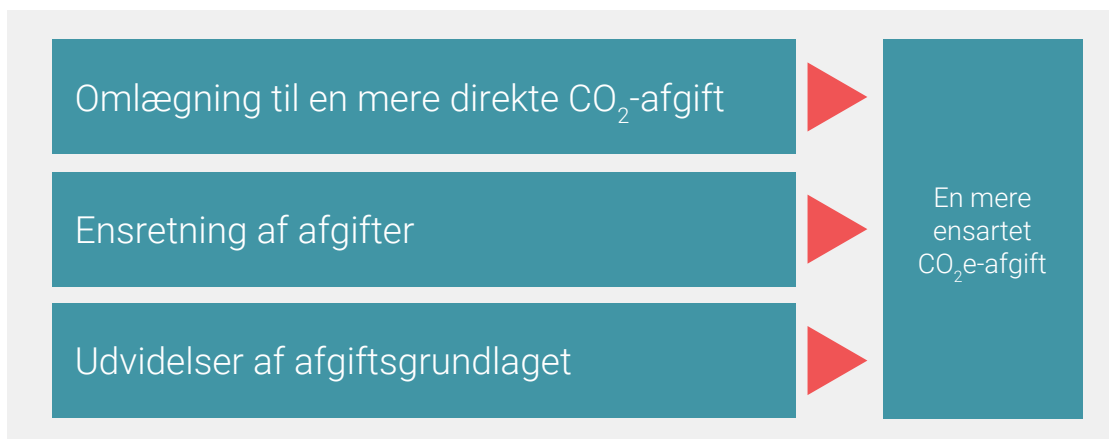 Omlægning til en mere direkte CO₂-afgift
Ensretning af afgifter
Udvidelser af afgiftsgrundlaget
En mere
ensartet
CO₂e-afgift